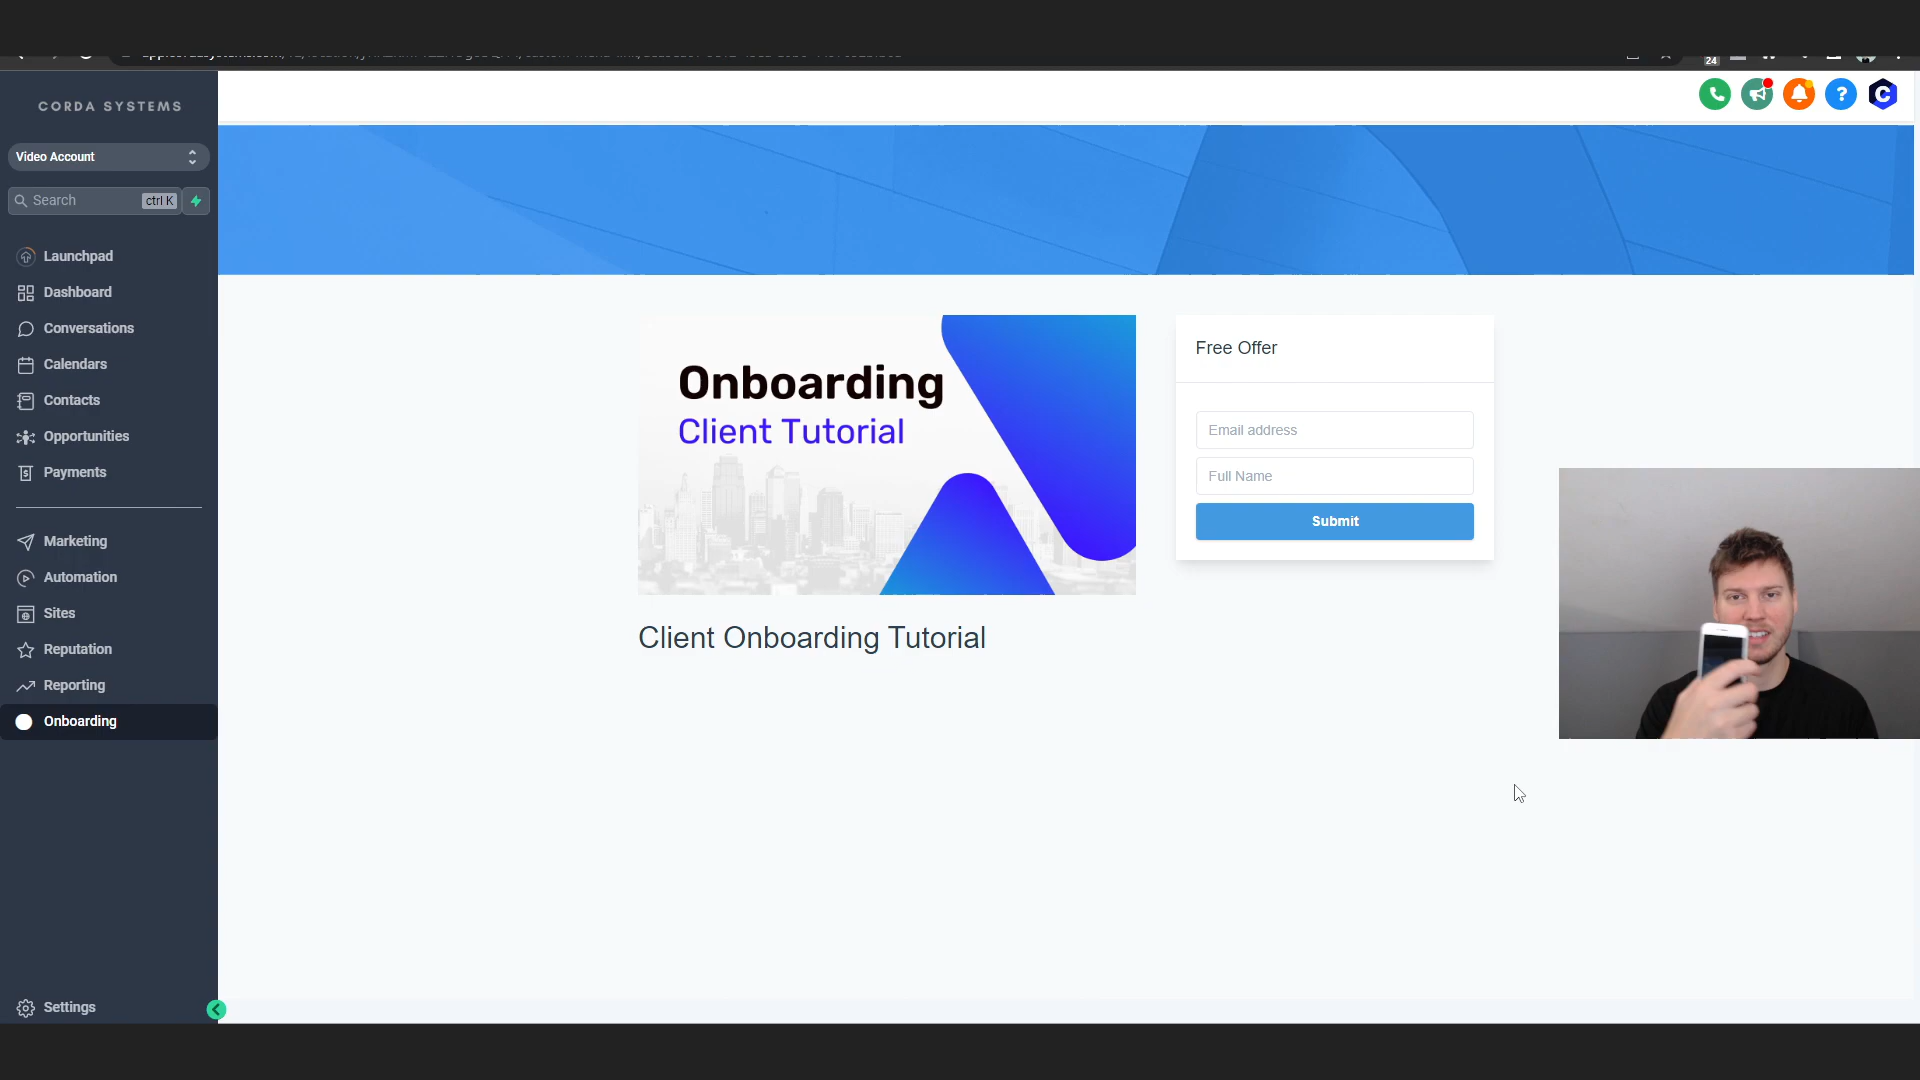 24
CORDA SYSTEMS
Video Account
Search
ctrl K
Launchpad
Dashboard
Conversations
Calendars
Contacts
Opportunities
Payments
Marketing
Automation
Sites
Reputation
Reporting
Onboarding
Settings
?
C
Onboarding
Client Tutorial
Client Onboarding Tutorial
Free Offer
Email address
Full Name
Submit